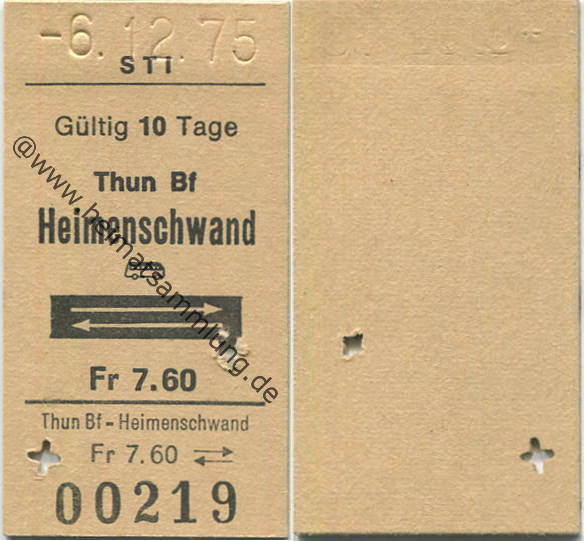 -6.12.75
STI
Gültig 10 Tage
Thun Bf
Heimenschwand
Fr 7.60
Thun Bf - Heimenschwand
Fr 7.60
00219
@www.heimatsammlung.de